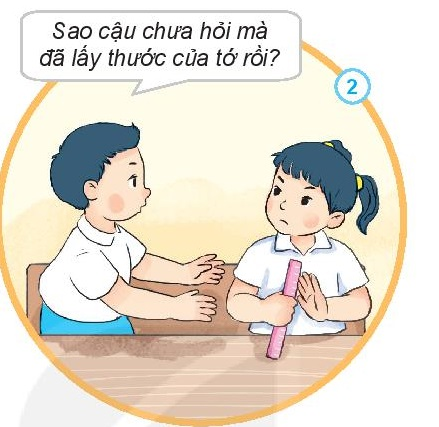 Sao cậu chưa hỏi mà
đã lấy thước của tớ rồi?
2